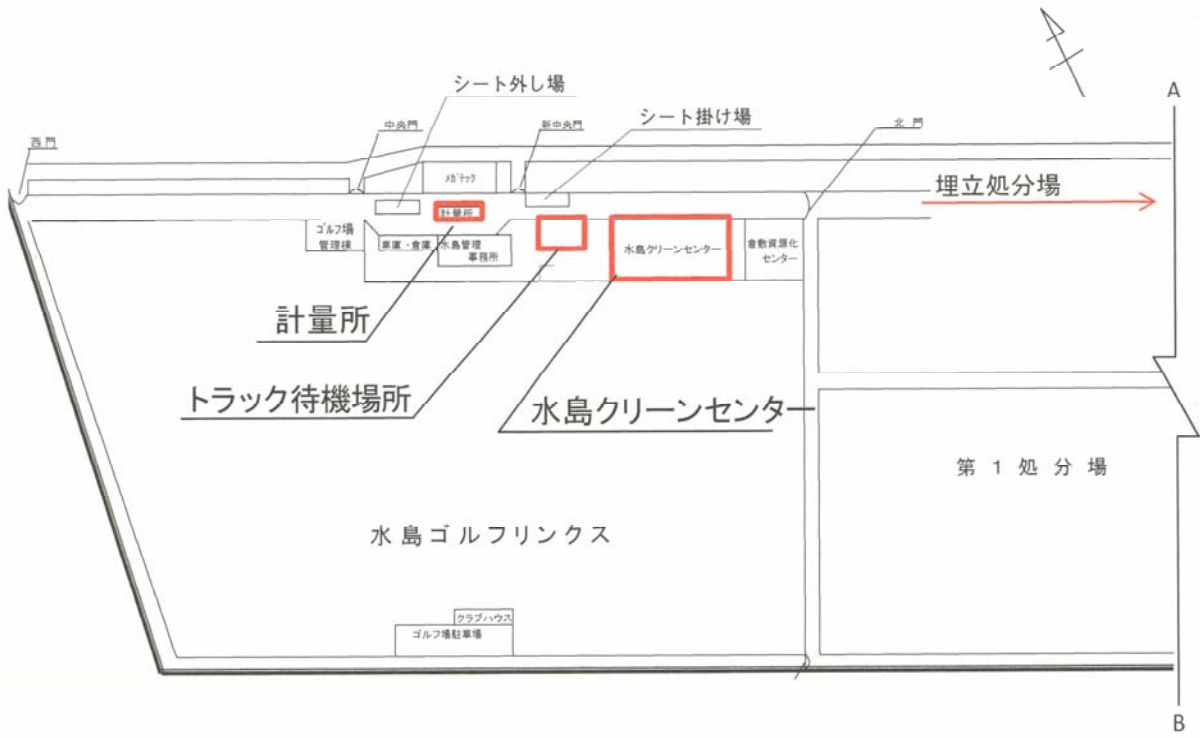 シート外し場
シート掛け場
A
西門
中央門
新中央門
北門
メガテック
埋立処分場
計量所
ゴルフ場
管理棟
車庫・倉庫
水島管理
事務所
水島クリーンセンター
倉敷資源化
センター
計量所
トラック待機場所
水島クリーンセンター
第1処分場
水島ゴルフリンクス
クラブハウス
ゴルフ場駐車場
B